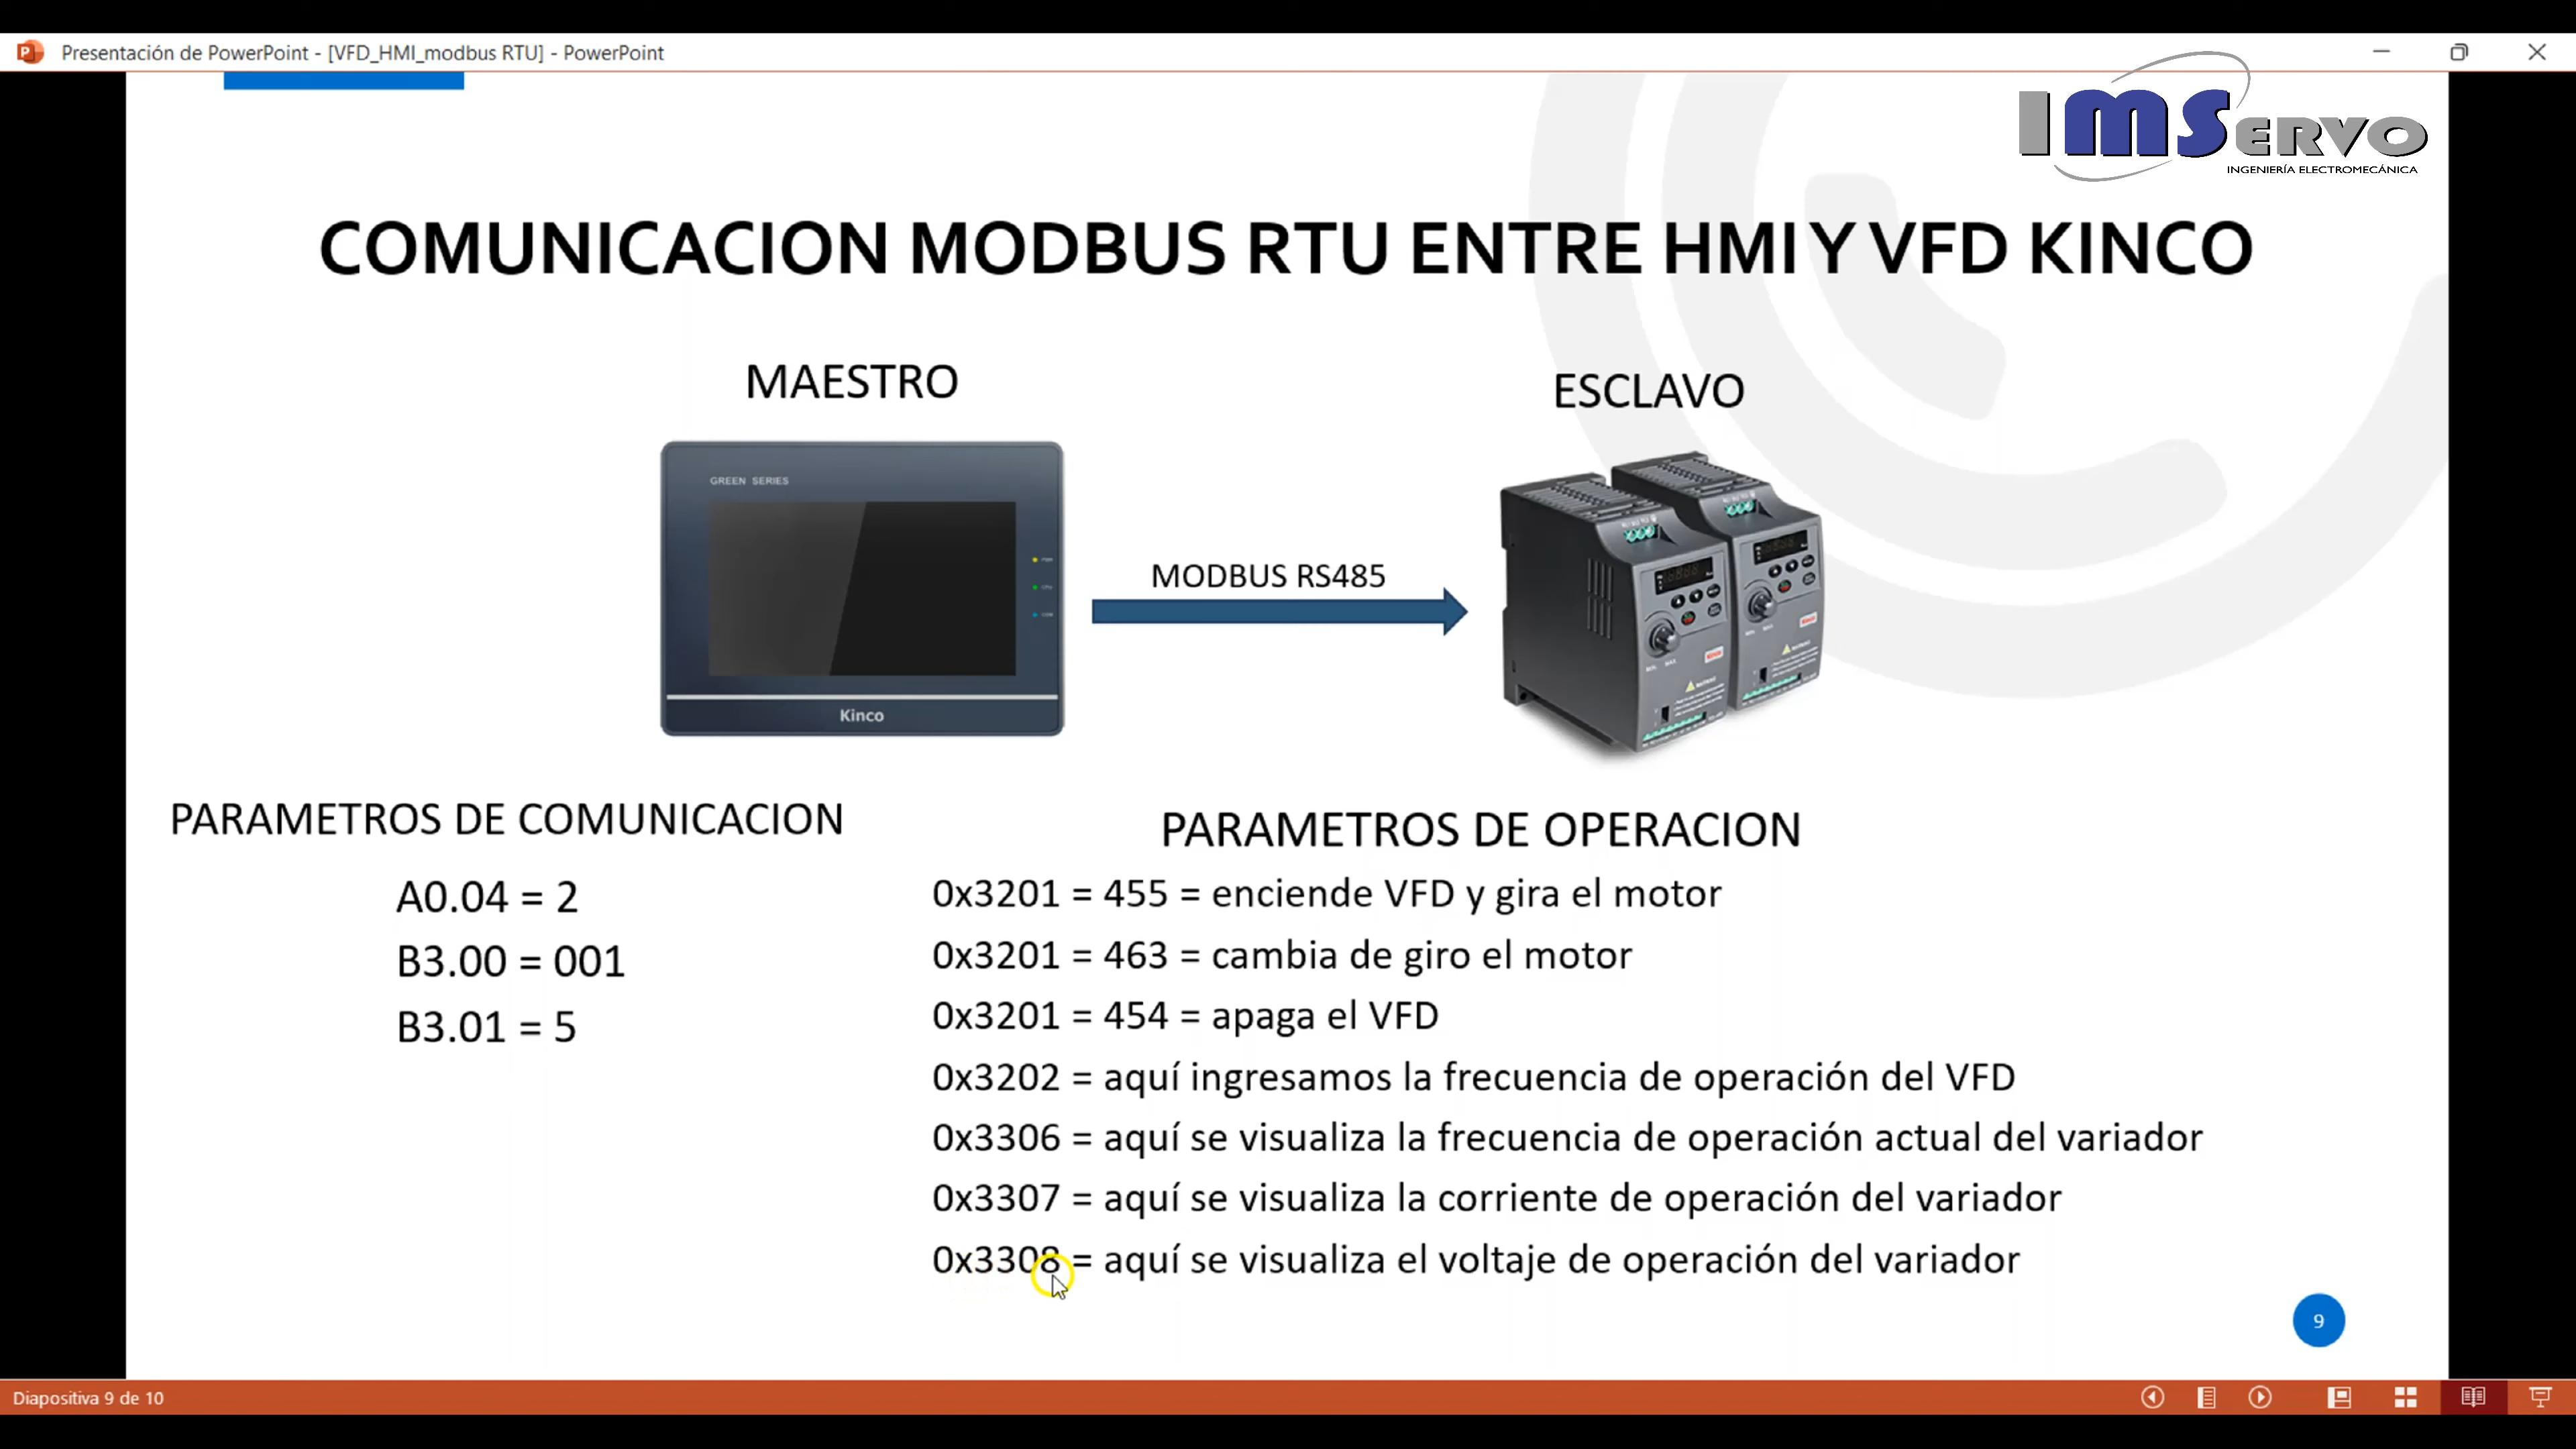 Presentación de PowerPoint - [VFD_HMI_modbus RTU] - PowerPoint
IMSERVO
INGENIERÍA ELECTROMECÁNICA
COMUNICACION MODBUS RTU ENTRE HMI Y VFD KINCO
MAESTRO
ESCLAVO
GREEN SERIES
MODBUS RS485
Kinco
PARAMETROS DE COMUNICACION
A0.04 = 2
B3.00 = 001
B3.01 = 5
PARAMETROS DE OPERACION
0x3201 = 455 = enciende VFD y gira el motor
0x3201 = 463 = cambia de giro el motor
0x3201 = 454 = apaga el VFD
0x3202 = aquí ingresamos la frecuencia de operación del VFD
0x3306 = aquí se visualiza la frecuencia de operación actual del variador
0x3307 = aquí se visualiza la corriente de operación del variador
0x3308 = aquí se visualiza el voltaje de operación del variador
9
Diapositiva 9 de 10